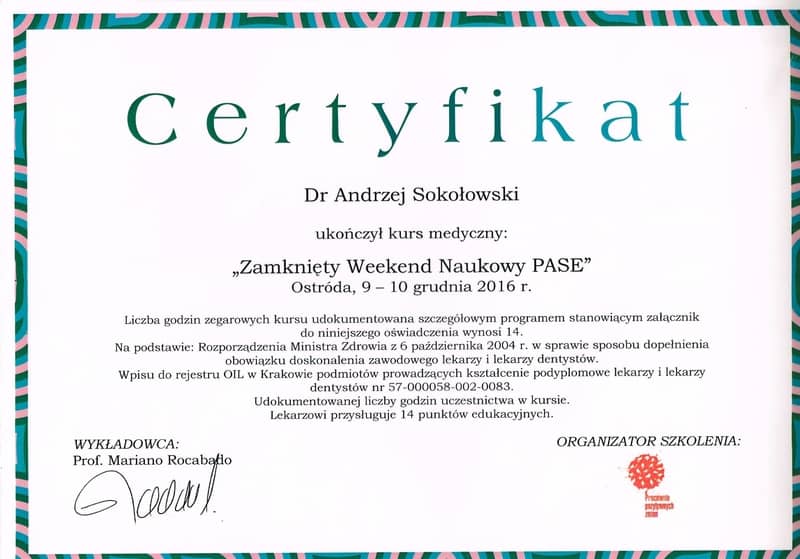 Certyfikat
Dr Andrzej Sokołowski
ukończył kurs medyczny:
„Zamknięty Weekend Naukowy PASE”
Ostróda, 9 – 10 grudnia 2016 r.
Liczba godzin zegarowych kursu udokumentowana szczegółowym programem stanowiącym załącznik
do niniejszego oświadczenia wynosi 14.
Na podstawie: Rozporządzenia Ministra Zdrowia z 6 października 2004 r. w sprawie sposobu dopełnienia
obowiązku doskonalenia zawodowego lekarzy i lekarzy dentystów.
Wpisu do rejestru OIL w Krakowie podmiotów prowadzących kształcenie podyplomowe lekarzy i lekarzy
dentystów nr 57-000058-002-0083.
Udokumentowanej liczby godzin uczestnictwa w kursie.
Lekarzowi przysługuje 14 punktów edukacyjnych.
WYKŁADOWCA:
Prof. Mariano Rocabado
ORGANIZATOR SZKOLENIA:
Pracownia
pozytywnych
zmian